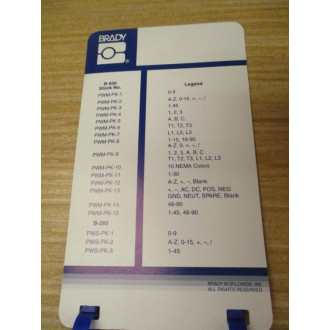 BRADY
B-500
Stock No. Legend
PWM-PK-1 0-9
PWM-PK-2 A-Z, 0-15, +, –, /
PWM-PK-3 1-45
PWM-PK-4 1, 2, 3
PWM-PK-5 A, B, C
PWM-PK-6 T1, T2, T3
PWM-PK-7 L1, L2, L3
PWM-PK-8 1-15, 16-90
A-Z, 0-15, +, –, /
PWM-PK-9 1, 2, 3, A, B, C
T1, T2, T3, L1, L2, L3
PWM-PK-10 10 NEMA Colors
PWM-PK-11 1-30
PWM-PK-12 A-Z, +, –, Blank
PWM-PK-13 +, –, AC, DC, POS, NEG
GND, NEUT, SPARE, Blank
PWM-PK-14 46-90
PWM-PK-15 1-45, 46-90
B-292
PWS-PK-1 0-9
PWS-PK-2 A-Z, 0-15, +, –, /
PWS-PK-3 1-45
BRADY WORLDWIDE, INC.
ALL RIGHTS RESERVED